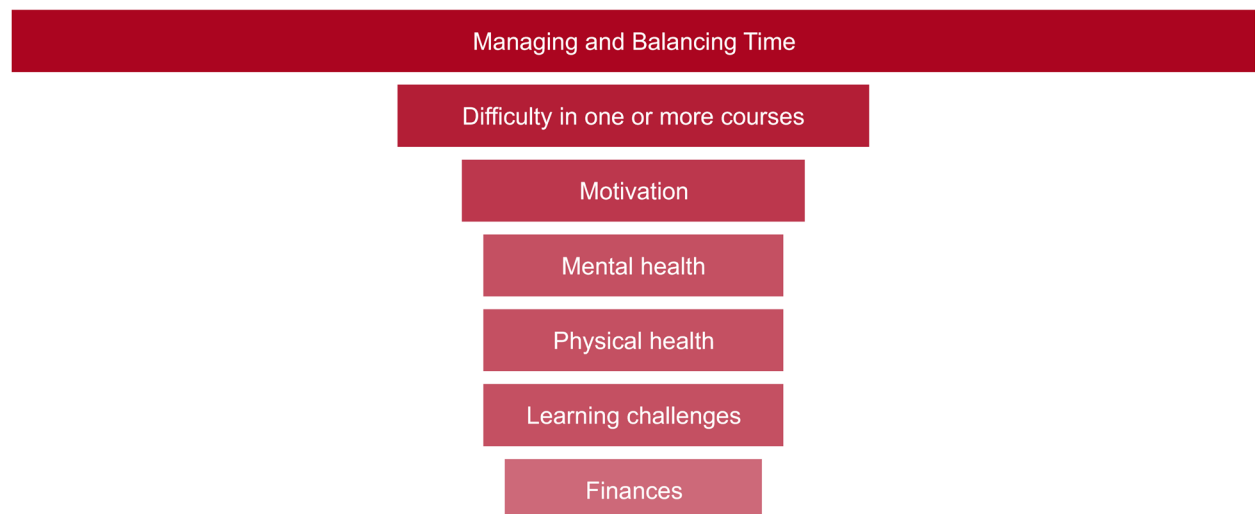 Managing and Balancing Time
Difficulty in one or more courses
Motivation
Mental health
Physical health
Learning challenges
Finances